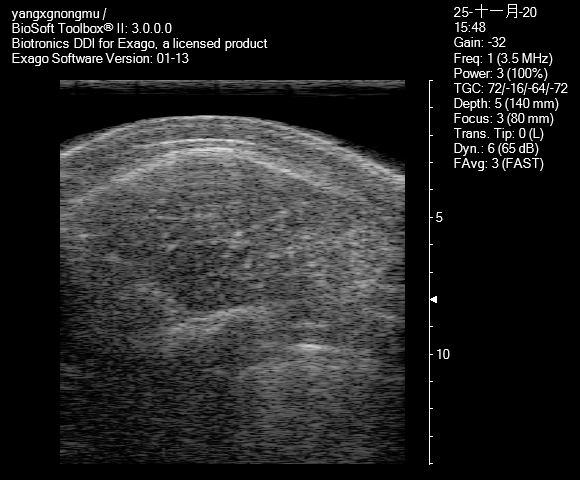 yangxgnongmu /
BioSoft Toolbox® II: 3.0.0.0
Biotronics DDI for Exago, a licensed product
Exago Software Version: 01-13
25-十一月-20
15:48
Gain: -32
Freq: 1 (3.5 MHz)
Power: 3 (100%)
TGC: 72/-16/-64/-72
Depth: 5 (140 mm)
Focus: 3 (80 mm)
Trans. Tip: 0 (L)
Dyn.: 6 (65 dB)
FAvg: 3 (FAST)
5
10